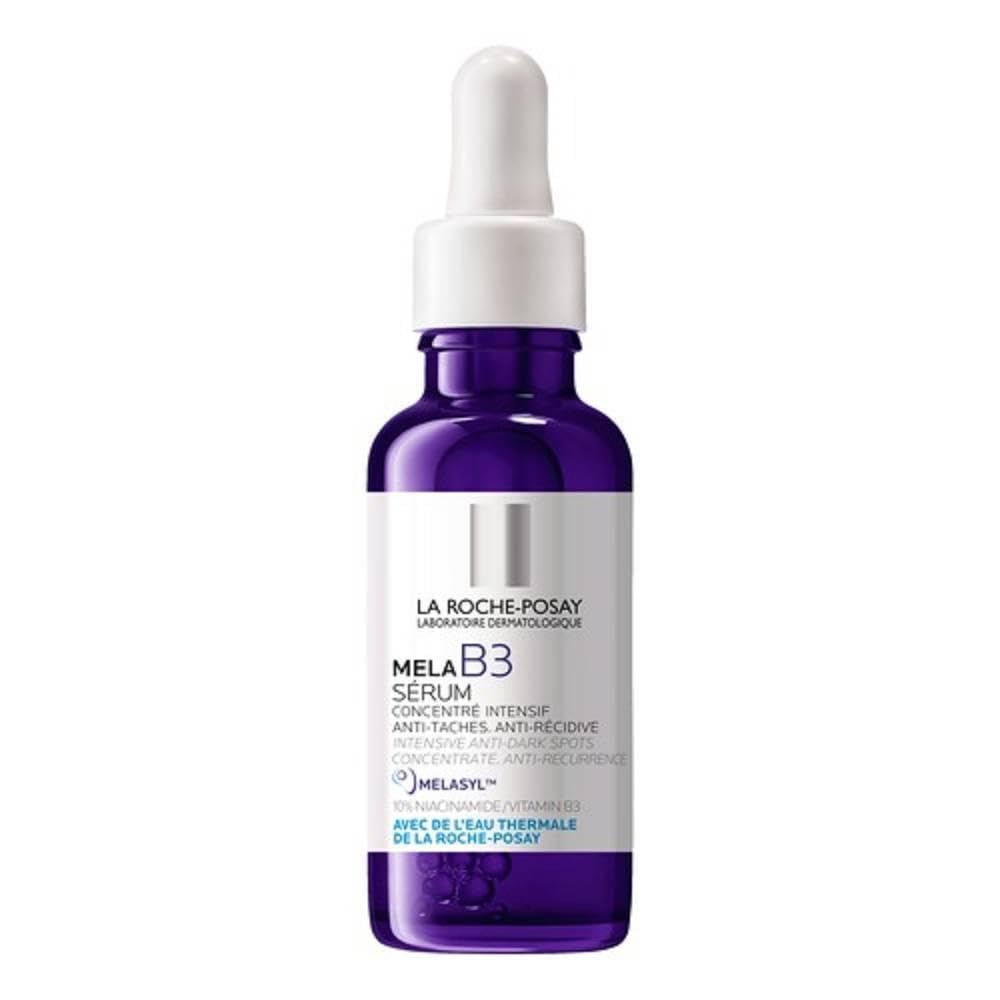 LA ROCHE-POSAY
LABORATOIRE DERMATOLOGIQUE
MELA B3
SÉRUM
CONCENTRÉ INTENSIF
ANTI-TACHES. ANTI-RÉCIDIVE
INTENSIVE ANTI-DARK SPOTS
CONCENTRATE. ANTI-RECURRENCE
MELASYL™
10% NIACINAMIDE/VITAMIN B3
AVEC DE L'EAU THERMALE
DE LA ROCHE-POSAY